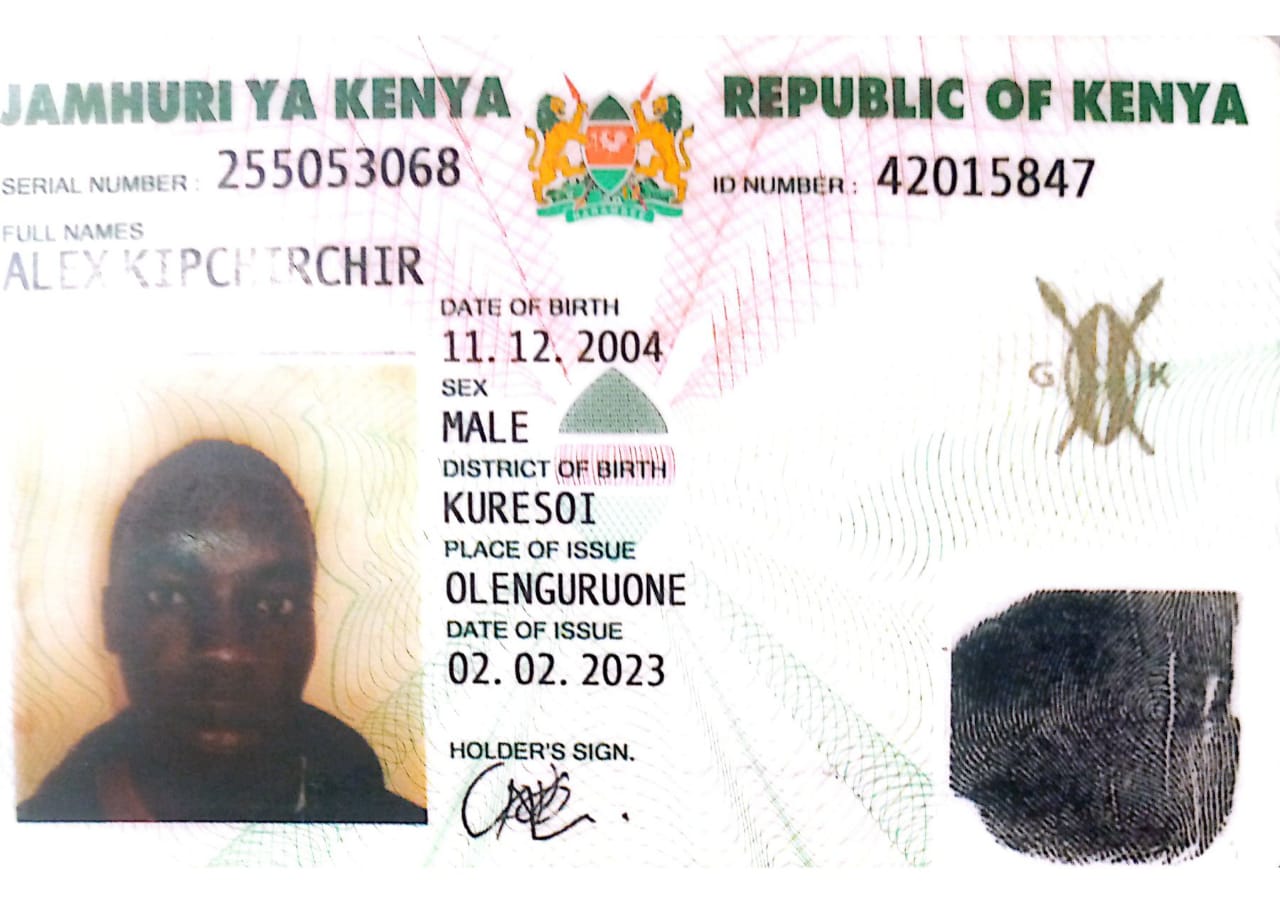 JAMHURI YA KENYA REPUBLIC OF KENYA
SERIAL NUMBER : 255053068 ID NUMBER : 42015847
FULL NAMES
ALEX KIPCHIRCHIR
DATE OF BIRTH
11. 12. 2004
SEX
MALE
DISTRICT OF BIRTH
KURESOI
PLACE OF ISSUE
OLENGURUONE
DATE OF ISSUE
02. 02. 2023
HOLDER'S SIGN.
G K
HARAMBEE